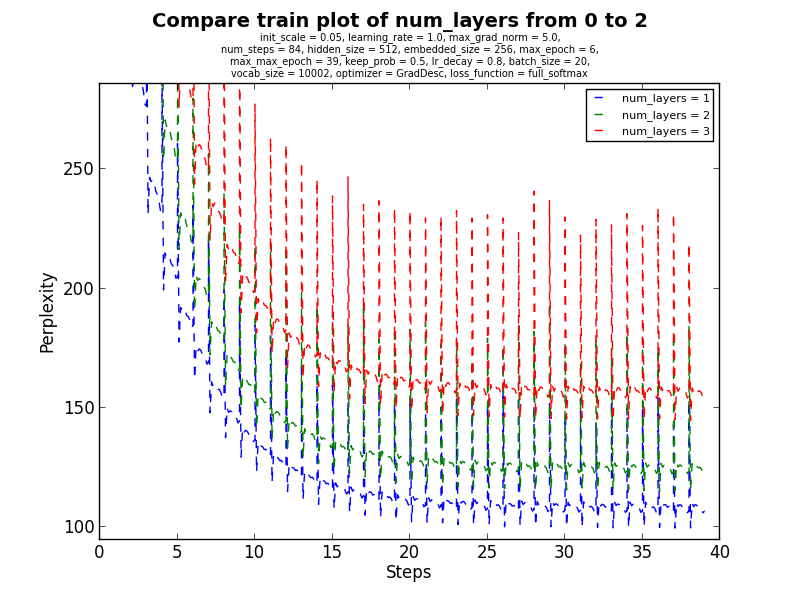 Compare train plot of num_layers from 0 to 2
init_scale = 0.05, learning_rate = 1.0, max_grad_norm = 5.0,
num_steps = 84, hidden_size = 512, embedded_size = 256, max_epoch = 6,
max_max_epoch = 39, keep_prob = 0.5, lr_decay = 0.8, batch_size = 20,
vocab_size = 10002, optimizer = GradDesc, loss_function = full_softmax
num_layers = 1
num_layers = 2
num_layers = 3
250
200
150
100
Perplexity
0 5 10 15 20 25 30 35 40
Steps